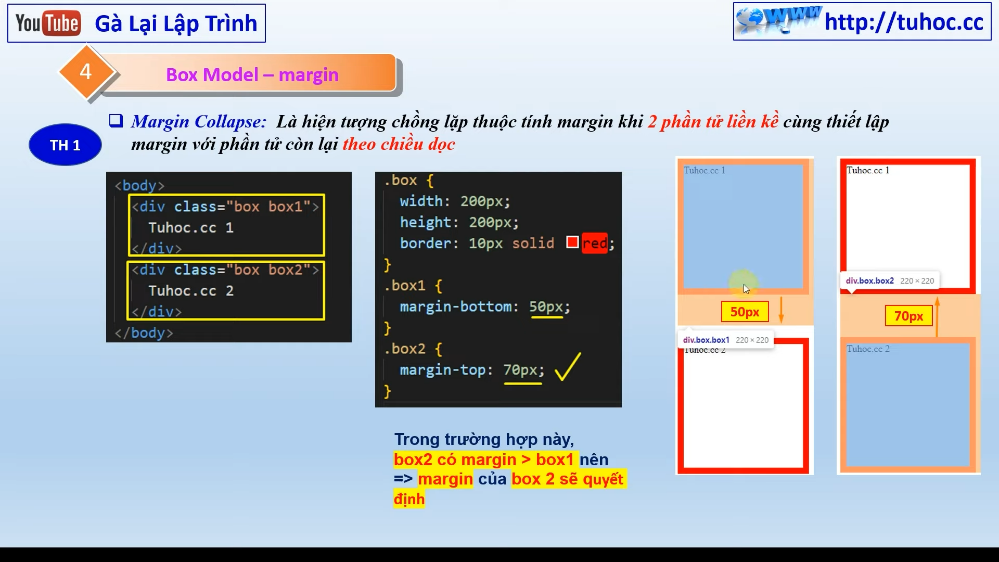 YouTube Gà Lại Lập Trình
www http://tuhoc.cc
4 Box Model – margin
TH 1
Margin Collapse: Là hiện tượng chồng lặp thuộc tính margin khi 2 phần tử liền kề cùng thiết lập
margin với phần tử còn lại theo chiều dọc
<body>
<div class="box box1">
Tuhoc.cc 1
</div>
<div class="box box2">
Tuhoc.cc 2
</div>
</body>
.box {
width: 200px;
height: 200px;
border: 10px solid red;
}
.box1 {
margin-bottom: 50px;
}
.box2 {
margin-top: 70px;
}
Trong trường hợp này,
box2 có margin > box1 nên
=> margin của box 2 sẽ quyết
định
Tuhoc.cc 1
50px
div.box.box1 220 × 220
Tuhoc.cc 2
Tuhoc.cc 1
div.box.box2 220 × 220
70px
Tuhoc.cc 2